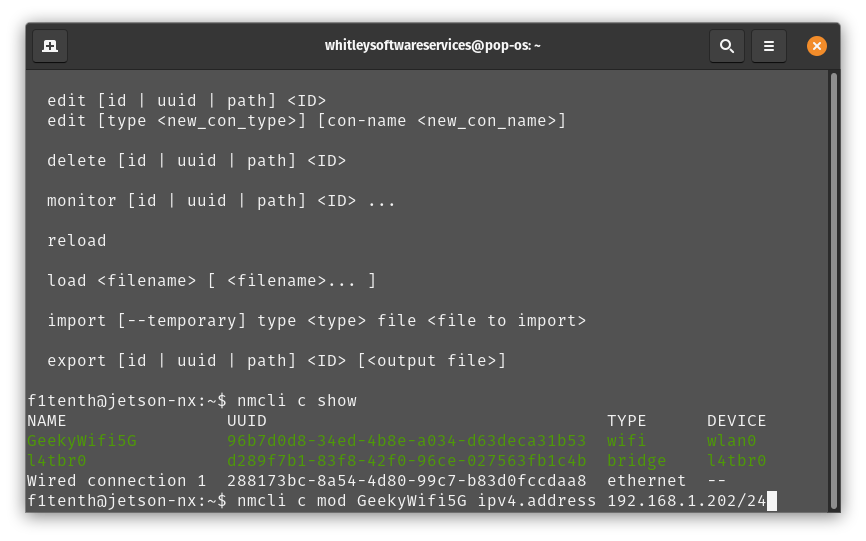 whitleysoftwareservices@pop-os: ~
edit [id | uuid | path] <ID>
edit [type <new_con_type>] [con-name <new_con_name>]
delete [id | uuid | path] <ID>
monitor [id | uuid | path] <ID> ...
reload
load <filename> [ <filename>... ]
import [--temporary] type <type> file <file to import>
export [id | uuid | path] <ID> [<output file>]
f1tenth@jetson-nx:~$ nmcli c show
NAME UUID TYPE DEVICE
GeekyWifi5G 96b7d0d8-34ed-4b8e-a034-d63deca31b53 wifi wlan0
l4tbr0 d289f7b1-83f8-42f0-96ce-027563fb1c4b bridge l4tbr0
Wired connection 1 288173bc-8a54-4d80-99c7-b83d0fccdaa8 ethernet --
f1tenth@jetson-nx:~$ nmcli c mod GeekyWifi5G ipv4.address 192.168.1.202/24